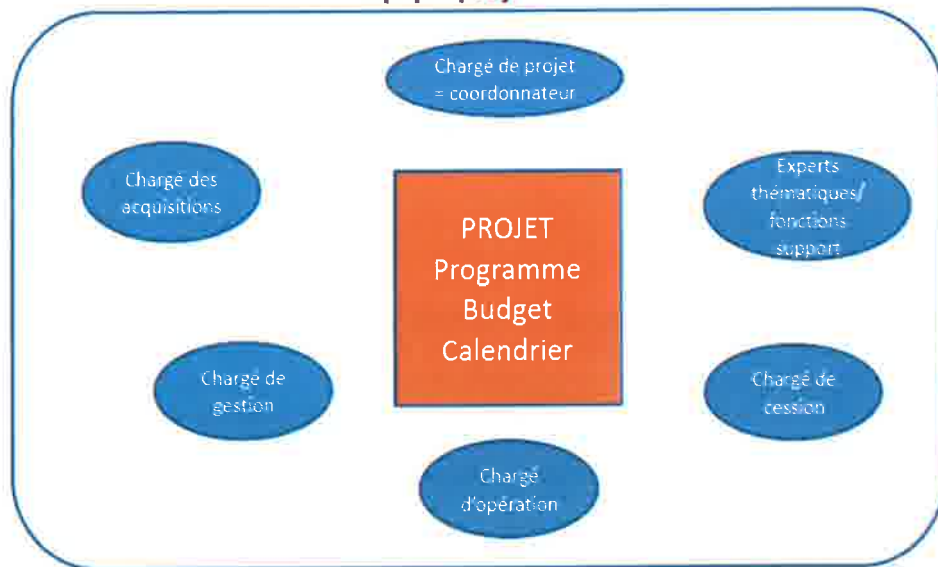 Chargé de projet
= coordonnateur
Chargé des
acquisitions
Experts
thématiques/
fonctions
support
PROJET
Programme
Budget
Calendrier
Chargé de
gestion
Chargé de
cession
Chargé
d'opération